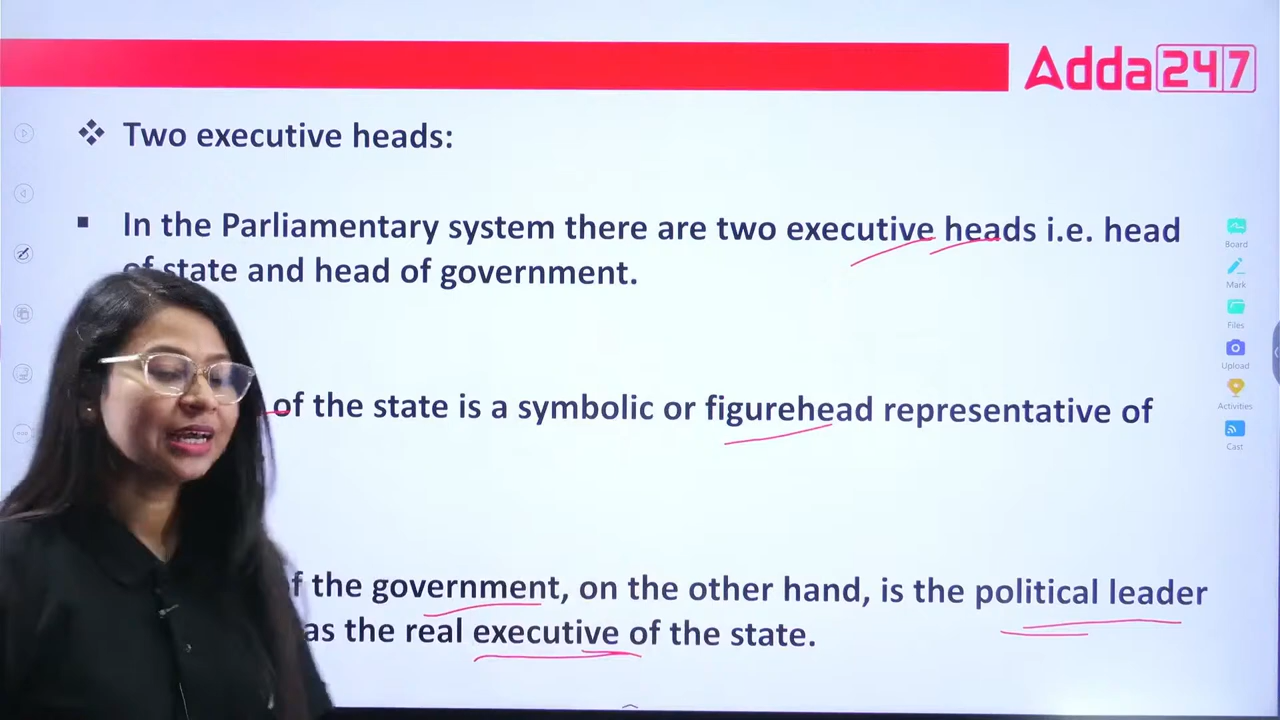 Adda247
❖ Two executive heads:
▪ In the Parliamentary system there are two executive heads i.e. head
of state and head of government.
of the state is a symbolic or figurehead representative of
of the government, on the other hand, is the political leader
as the real executive of the state.
Board
Mark
Files
Upload
Activities
Cast